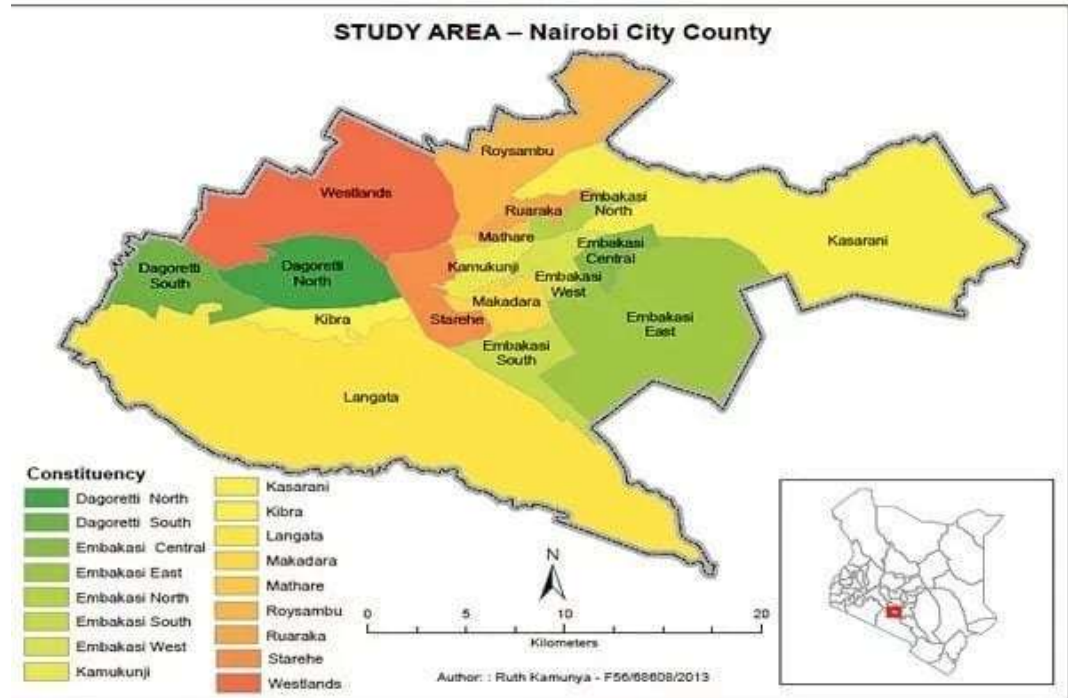 STUDY AREA – Nairobi City County
Roysambu
Westlands
Embakasi
North
Ruaraka
Kasarani
Mathare
Embakasi
Central
Dagoretti
South
Dagoretti
North
Kamukunji
Embakasi
West
Makadara
Kibra
Starehe
Embakasi
East
Embakasi
South
Langata
Constituency
Dagoretti North
Dagoretti South
Embakasi Central
Embakasi East
Embakasi North
Embakasi South
Embakasi West
Kamukunji
Kasarani
Kibra
Langata
Makadara
Mathare
Roysambu
Ruaraka
Starehe
Westlands
N
0 5 10 20
Kilometers
Author: : Ruth Kamunya - F56/68608/2013